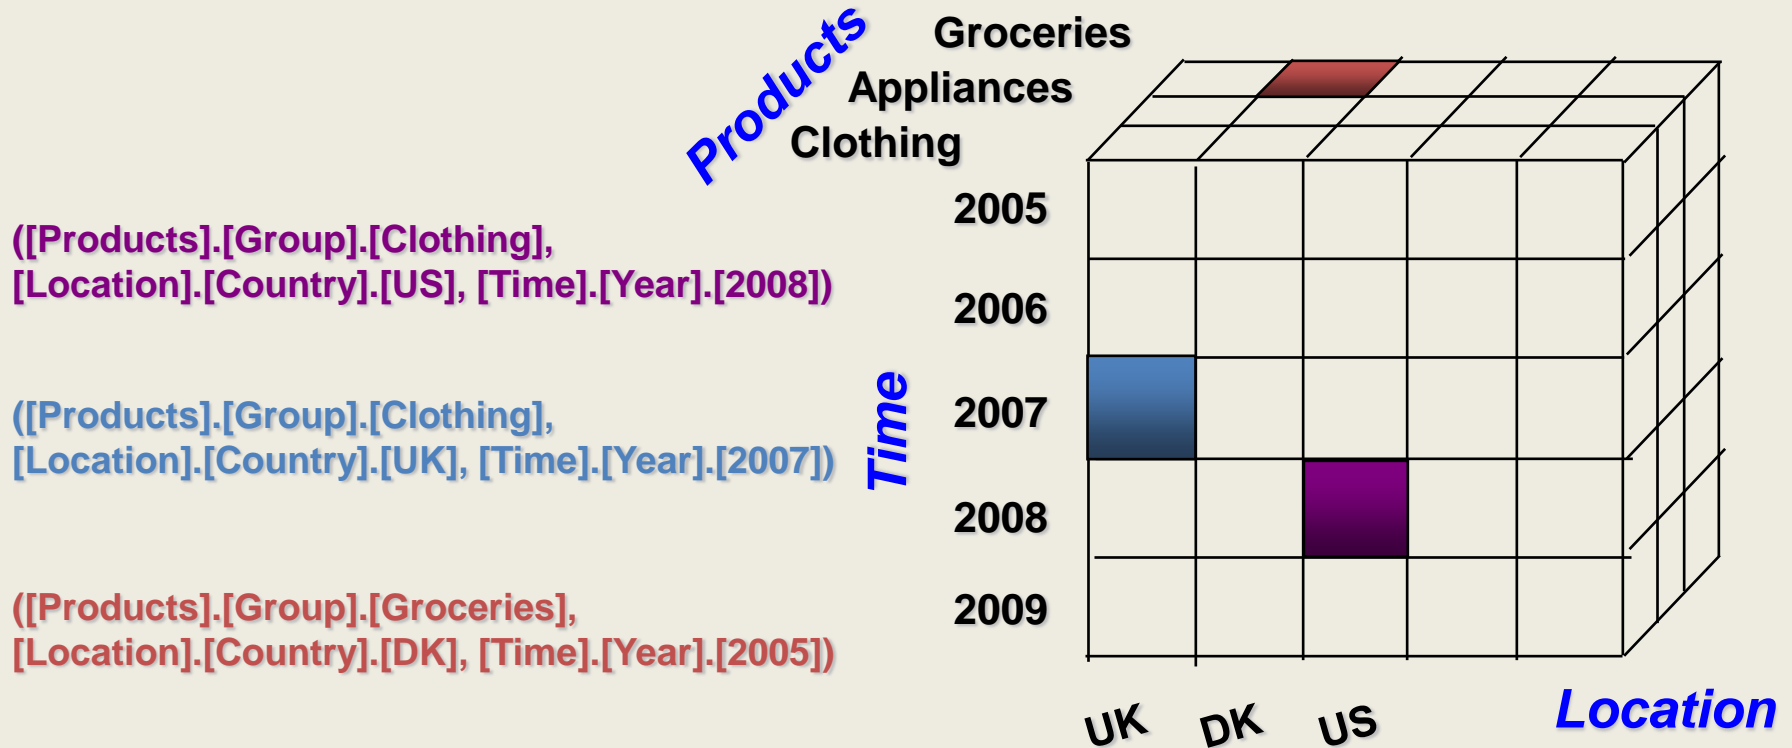 Products
Groceries
Appliances
Clothing
([Products].[Group].[Clothing],
[Location].[Country].[US], [Time].[Year].[2008])
([Products].[Group].[Clothing],
[Location].[Country].[UK], [Time].[Year].[2007])
([Products].[Group].[Groceries],
[Location].[Country].[DK], [Time].[Year].[2005])
Time
2005
2006
2007
2008
2009
UK
DK
US
Location